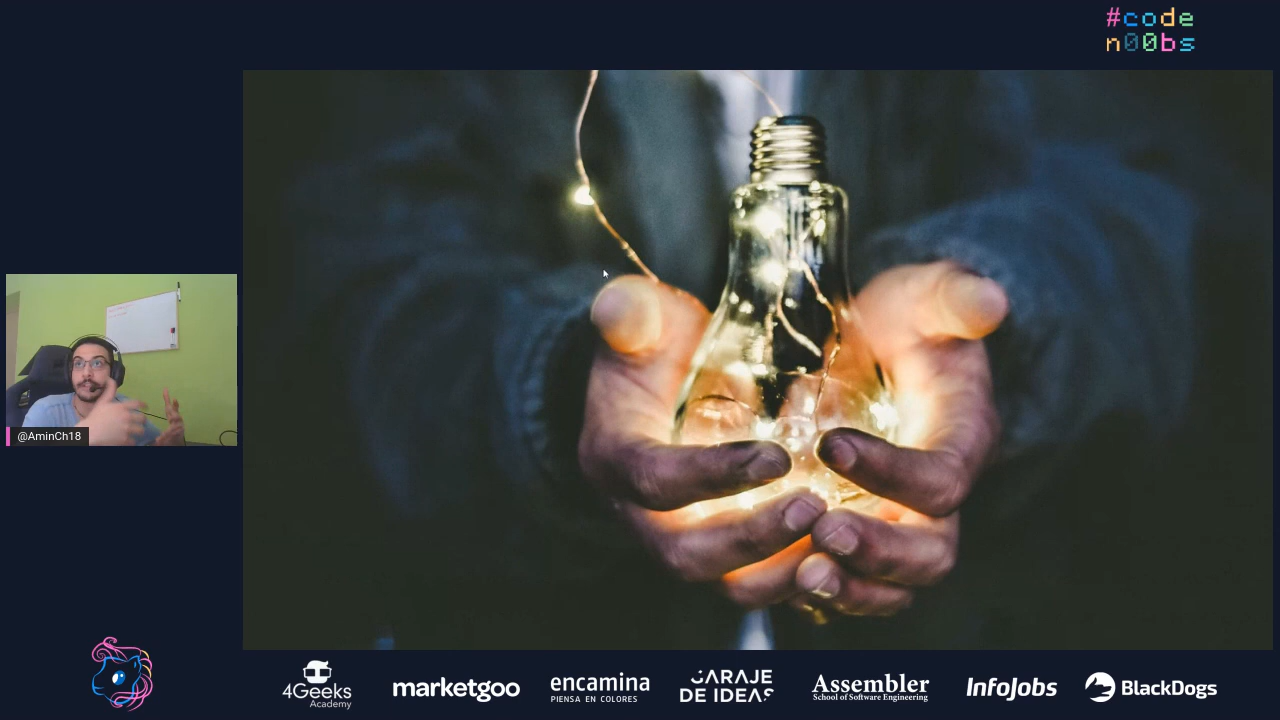 #code
n00bs
@AminCh18
4Geeks
Academy
marketgoo
encamina
PIENSA EN COLORES
GARAJE
DE IDEAS
Assembler
School of Software Engineering
InfoJobs
BlackDogs